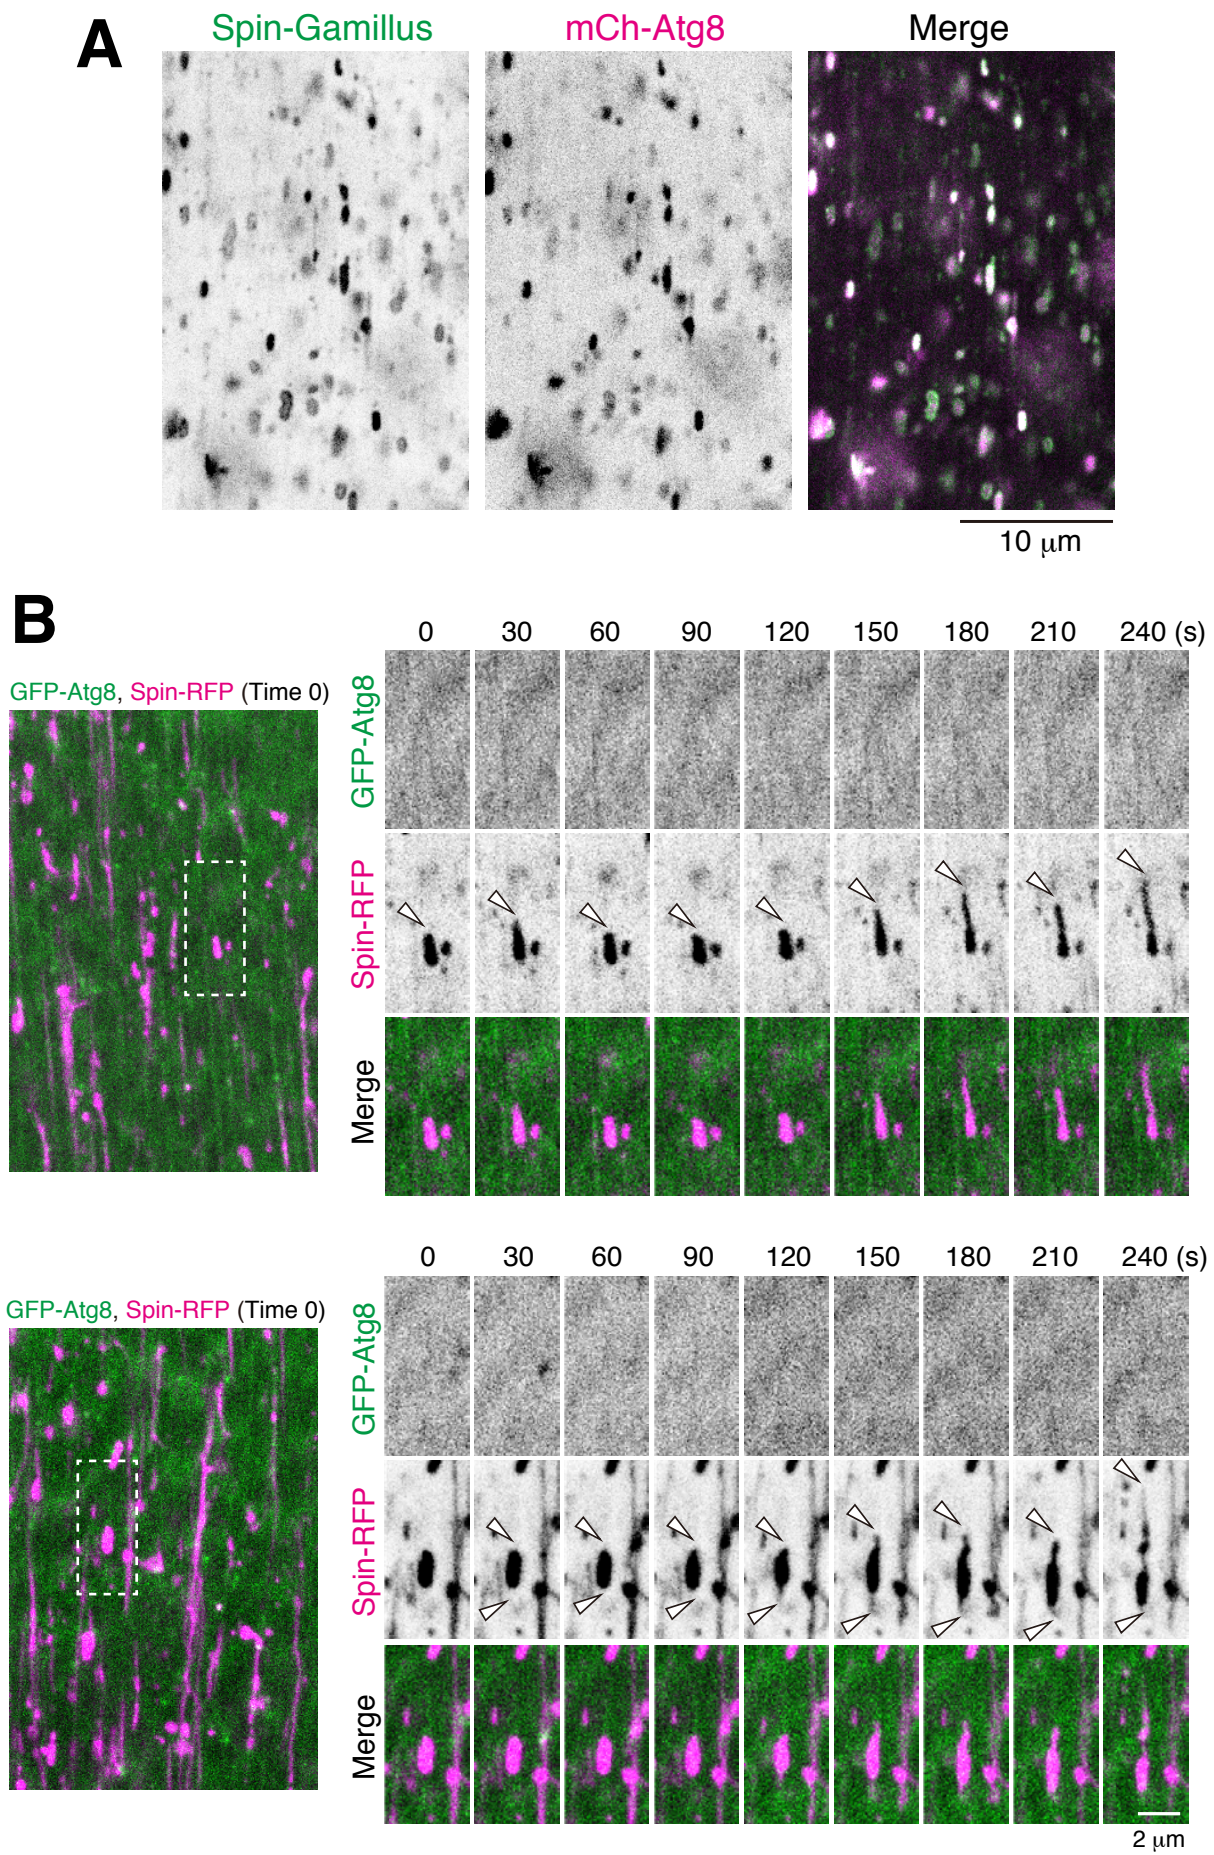 A
Spin-Gamillus
mCh-Atg8
Merge
10 μm
B
GFP-Atg8, Spin-RFP (Time 0)
0 30 60 90 120 150 180 210 240 (s)
GFP-Atg8
Spin-RFP
Merge
GFP-Atg8, Spin-RFP (Time 0)
0 30 60 90 120 150 180 210 240 (s)
GFP-Atg8
Spin-RFP
Merge
2 μm